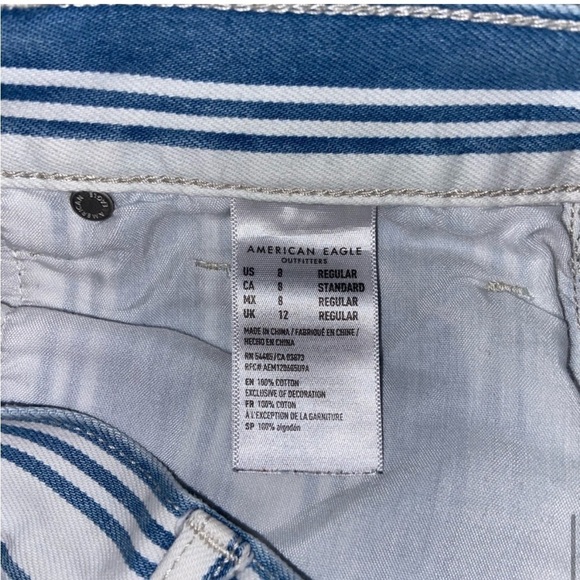 AMERICAN EAGLE
OUTFITTERS
US 8 REGULAR
CA 8 STANDARD
MX 8 REGULAR
UK 12 REGULAR
MADE IN CHINA / FABRIQUÉ EN CHINE /
HECHO EN CHINA
RN 54485/CA 03673
EN 100% COTTON
EXCLUSIVE OF DECORATION
FR 100% COTON
À L'EXCEPTION DE LA GARNITURE
SP 100% algodón